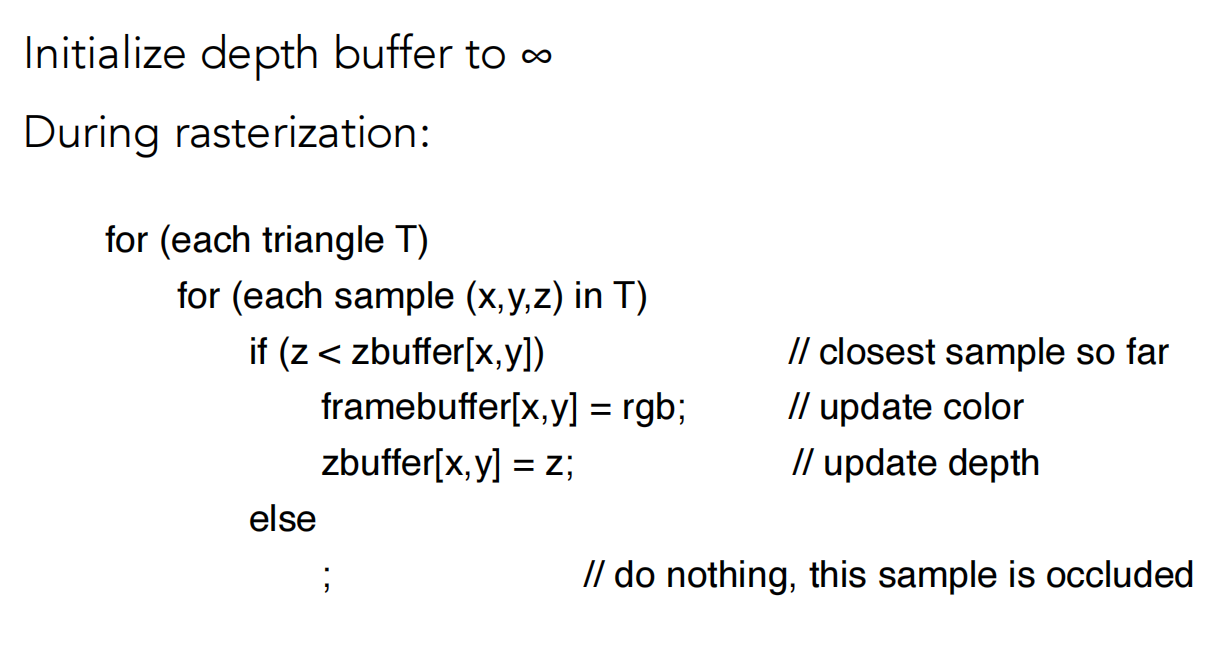 Initialize depth buffer to ∞
During rasterization:
for (each triangle T)
for (each sample (x,y,z) in T)
if (z < zbuffer[x,y]) // closest sample so far
framebuffer[x,y] = rgb; // update color
zbuffer[x,y] = z; // update depth
else
; // do nothing, this sample is occluded